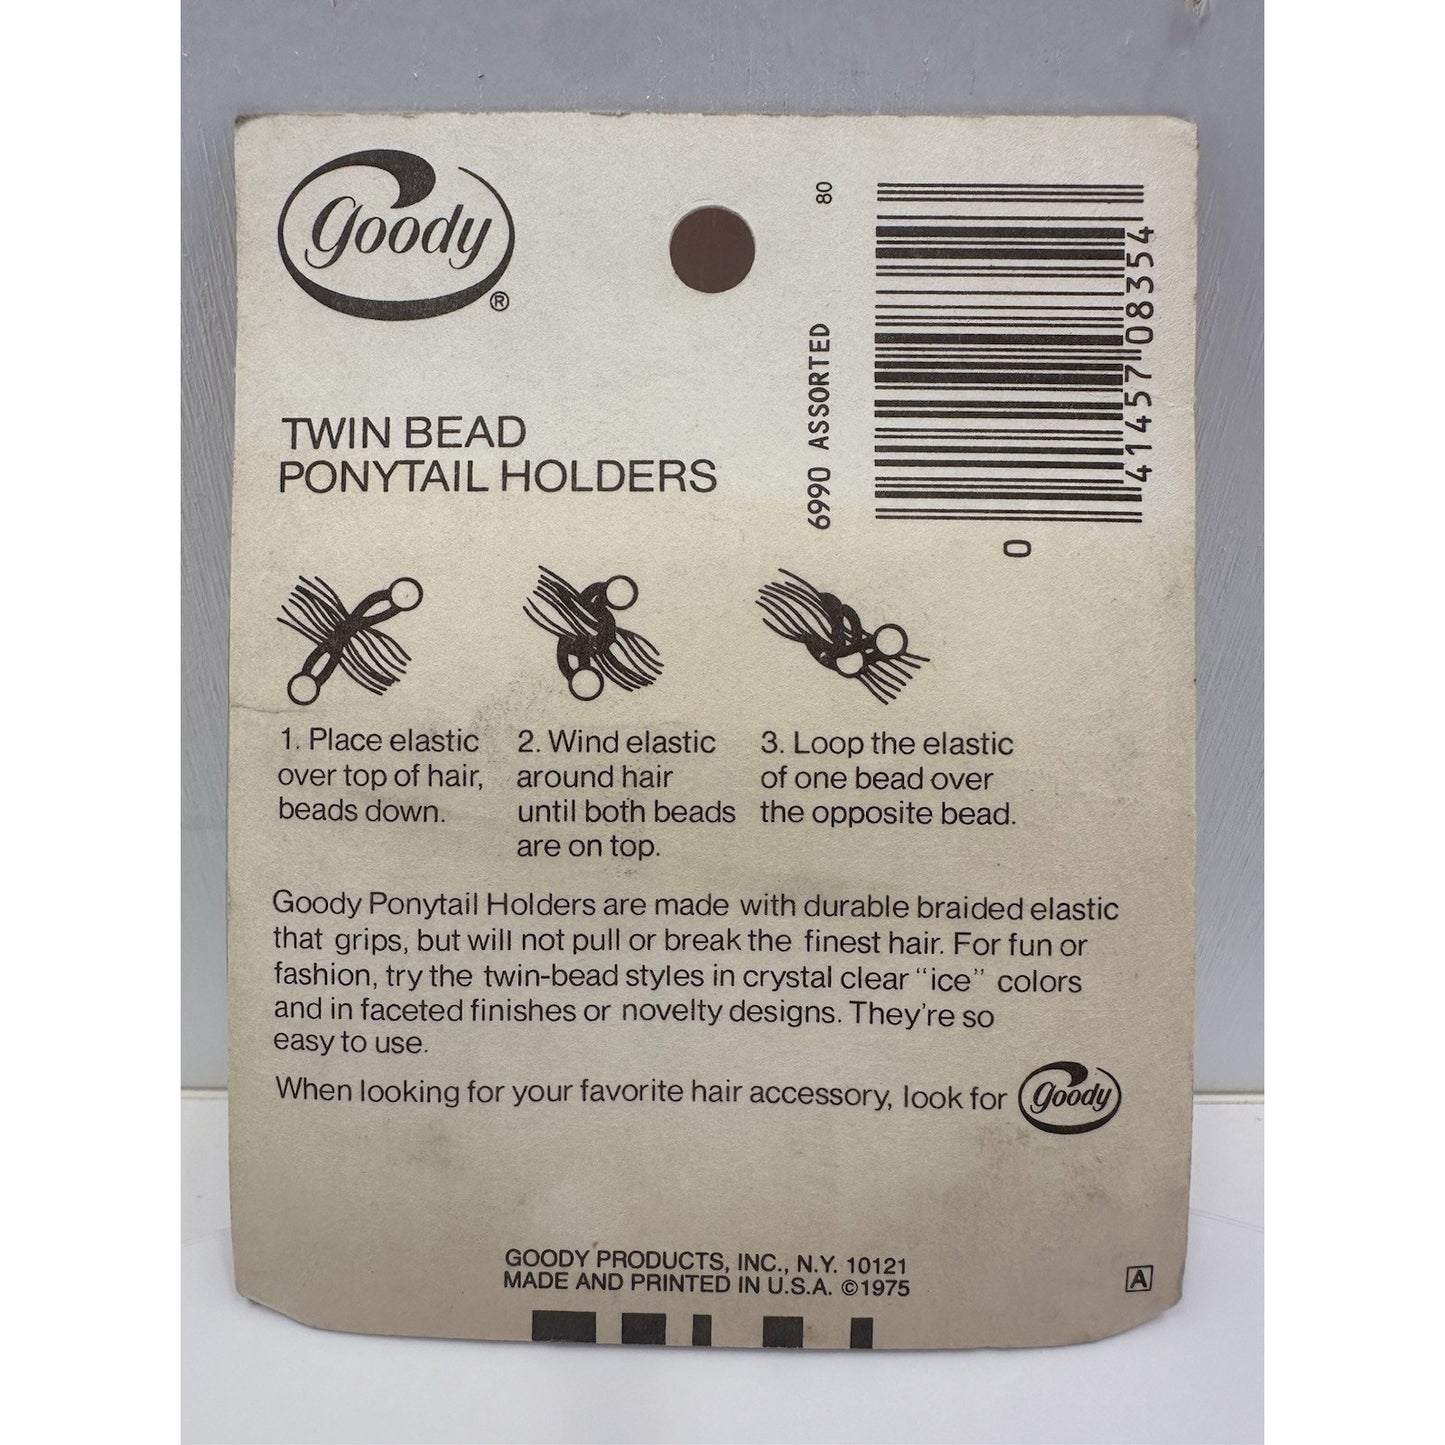 Goody®
80
6990 ASSORTED
41457 08354
0
TWIN BEAD
PONYTAIL HOLDERS
1. Place elastic
over top of hair,
beads down.
2. Wind elastic
around hair
until both beads
are on top.
3. Loop the elastic
of one bead over
the opposite bead.
Goody Ponytail Holders are made with durable braided elastic
that grips, but will not pull or break the finest hair. For fun or
fashion, try the twin-bead styles in crystal clear “ice” colors
and in faceted finishes or novelty designs. They're so
easy to use.
When looking for your favorite hair accessory, look for Goody
GOODY PRODUCTS, INC., N.Y. 10121
MADE AND PRINTED IN U.S.A. ©1975
A